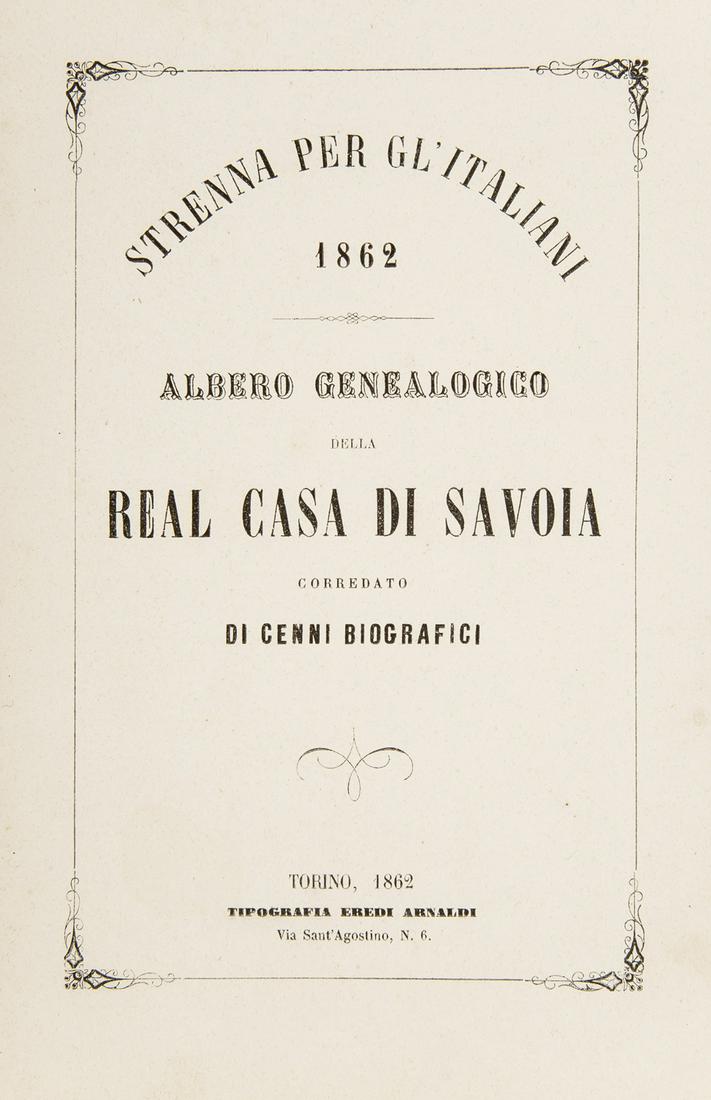 STRENNA PER GL'ITALIANI
1862
ALBERO GENEALOGICO
DELLA
REAL CASA DI SAVOIA
CORREDATO
DI CENNI BIOGRAFICI
TORINO, 1862
TIPOGRAFIA EREDI ARNALDI
Via Sant'Agostino, N. 6.